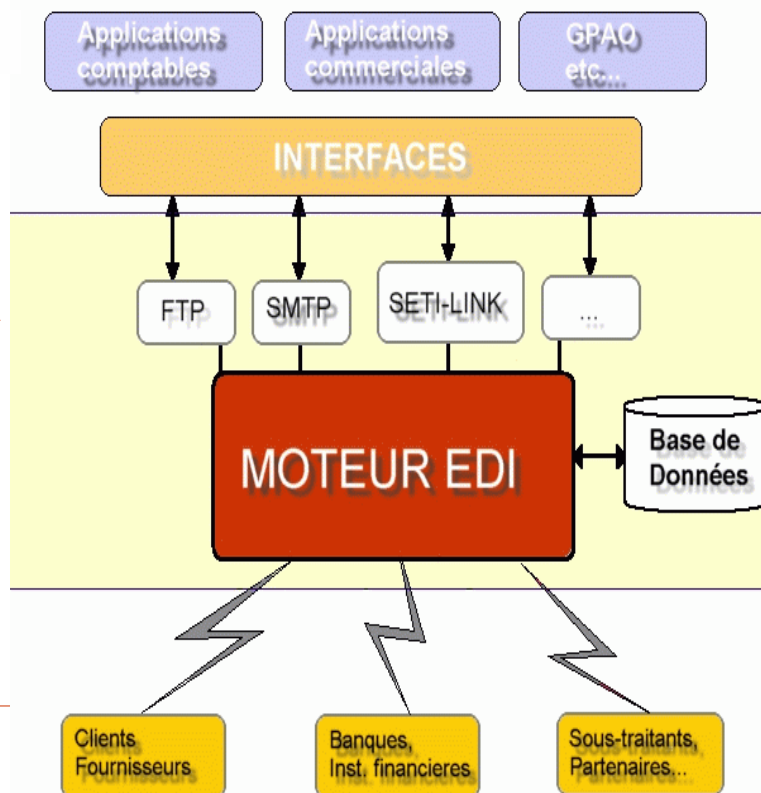 Applications
comptables
Applications
commerciales
GPAO
etc...
INTERFACES
FTP
SMTP
SETI-LINK
...
MOTEUR EDI
Base de
Données
Clients
Fournisseurs
Banques,
Inst. financieres
Sous-traitants,
Partenaires...